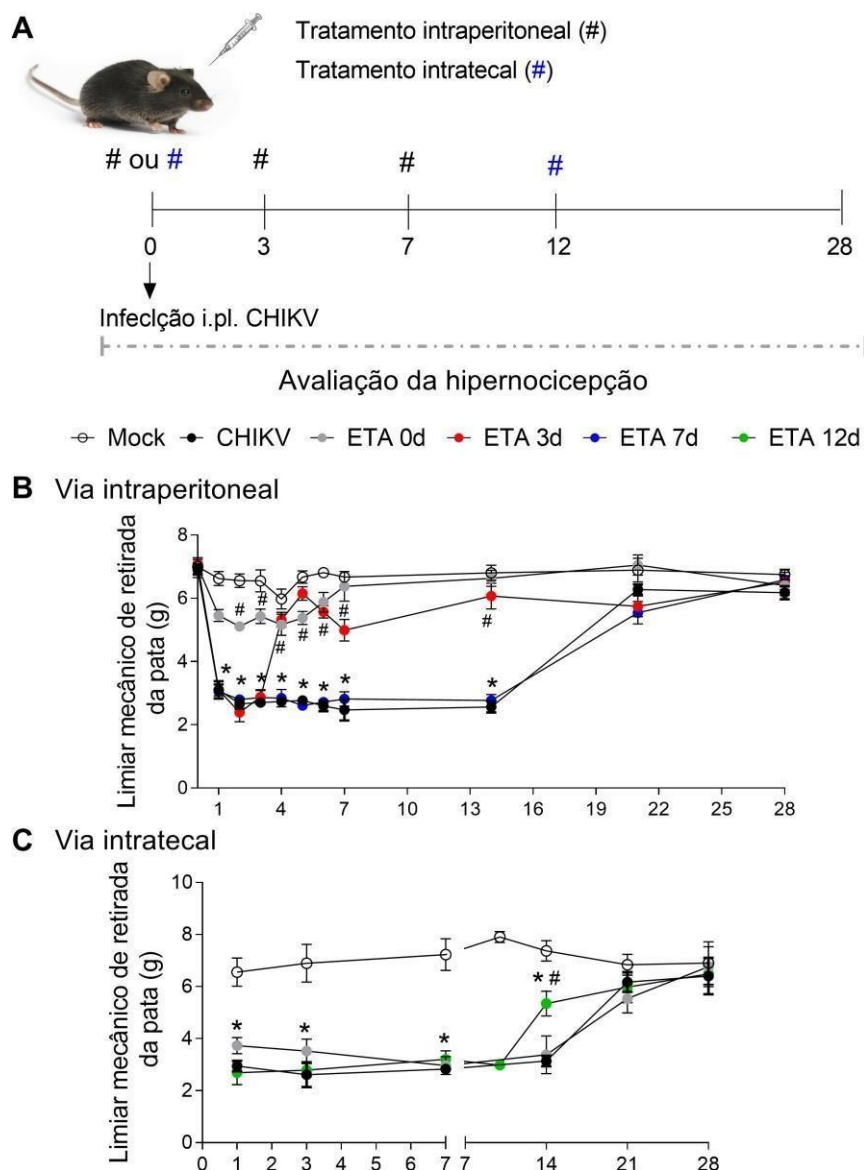 A
Tratamento intraperitoneal (#)
Tratamento intratecal (#)
# ou # # # #
0 3 7 12 28
Infeclção i.pl. CHIKV
Avaliação da hipernocicepção
Mock CHIKV ETA 0d ETA 3d ETA 7d ETA 12d
B Via intraperitoneal
Limiar mecânico de retirada
da pata (g)
8
6
4
2
0
# # # # # # # #
* * * * * * * *
1 4 7 10 13 16 19 22 25 28
C Via intratecal
Limiar mecânico de retirada
da pata (g)
10
8
6
4
2
0
* * * * #
0 1 2 3 4 5 6 7 7 14 21 28